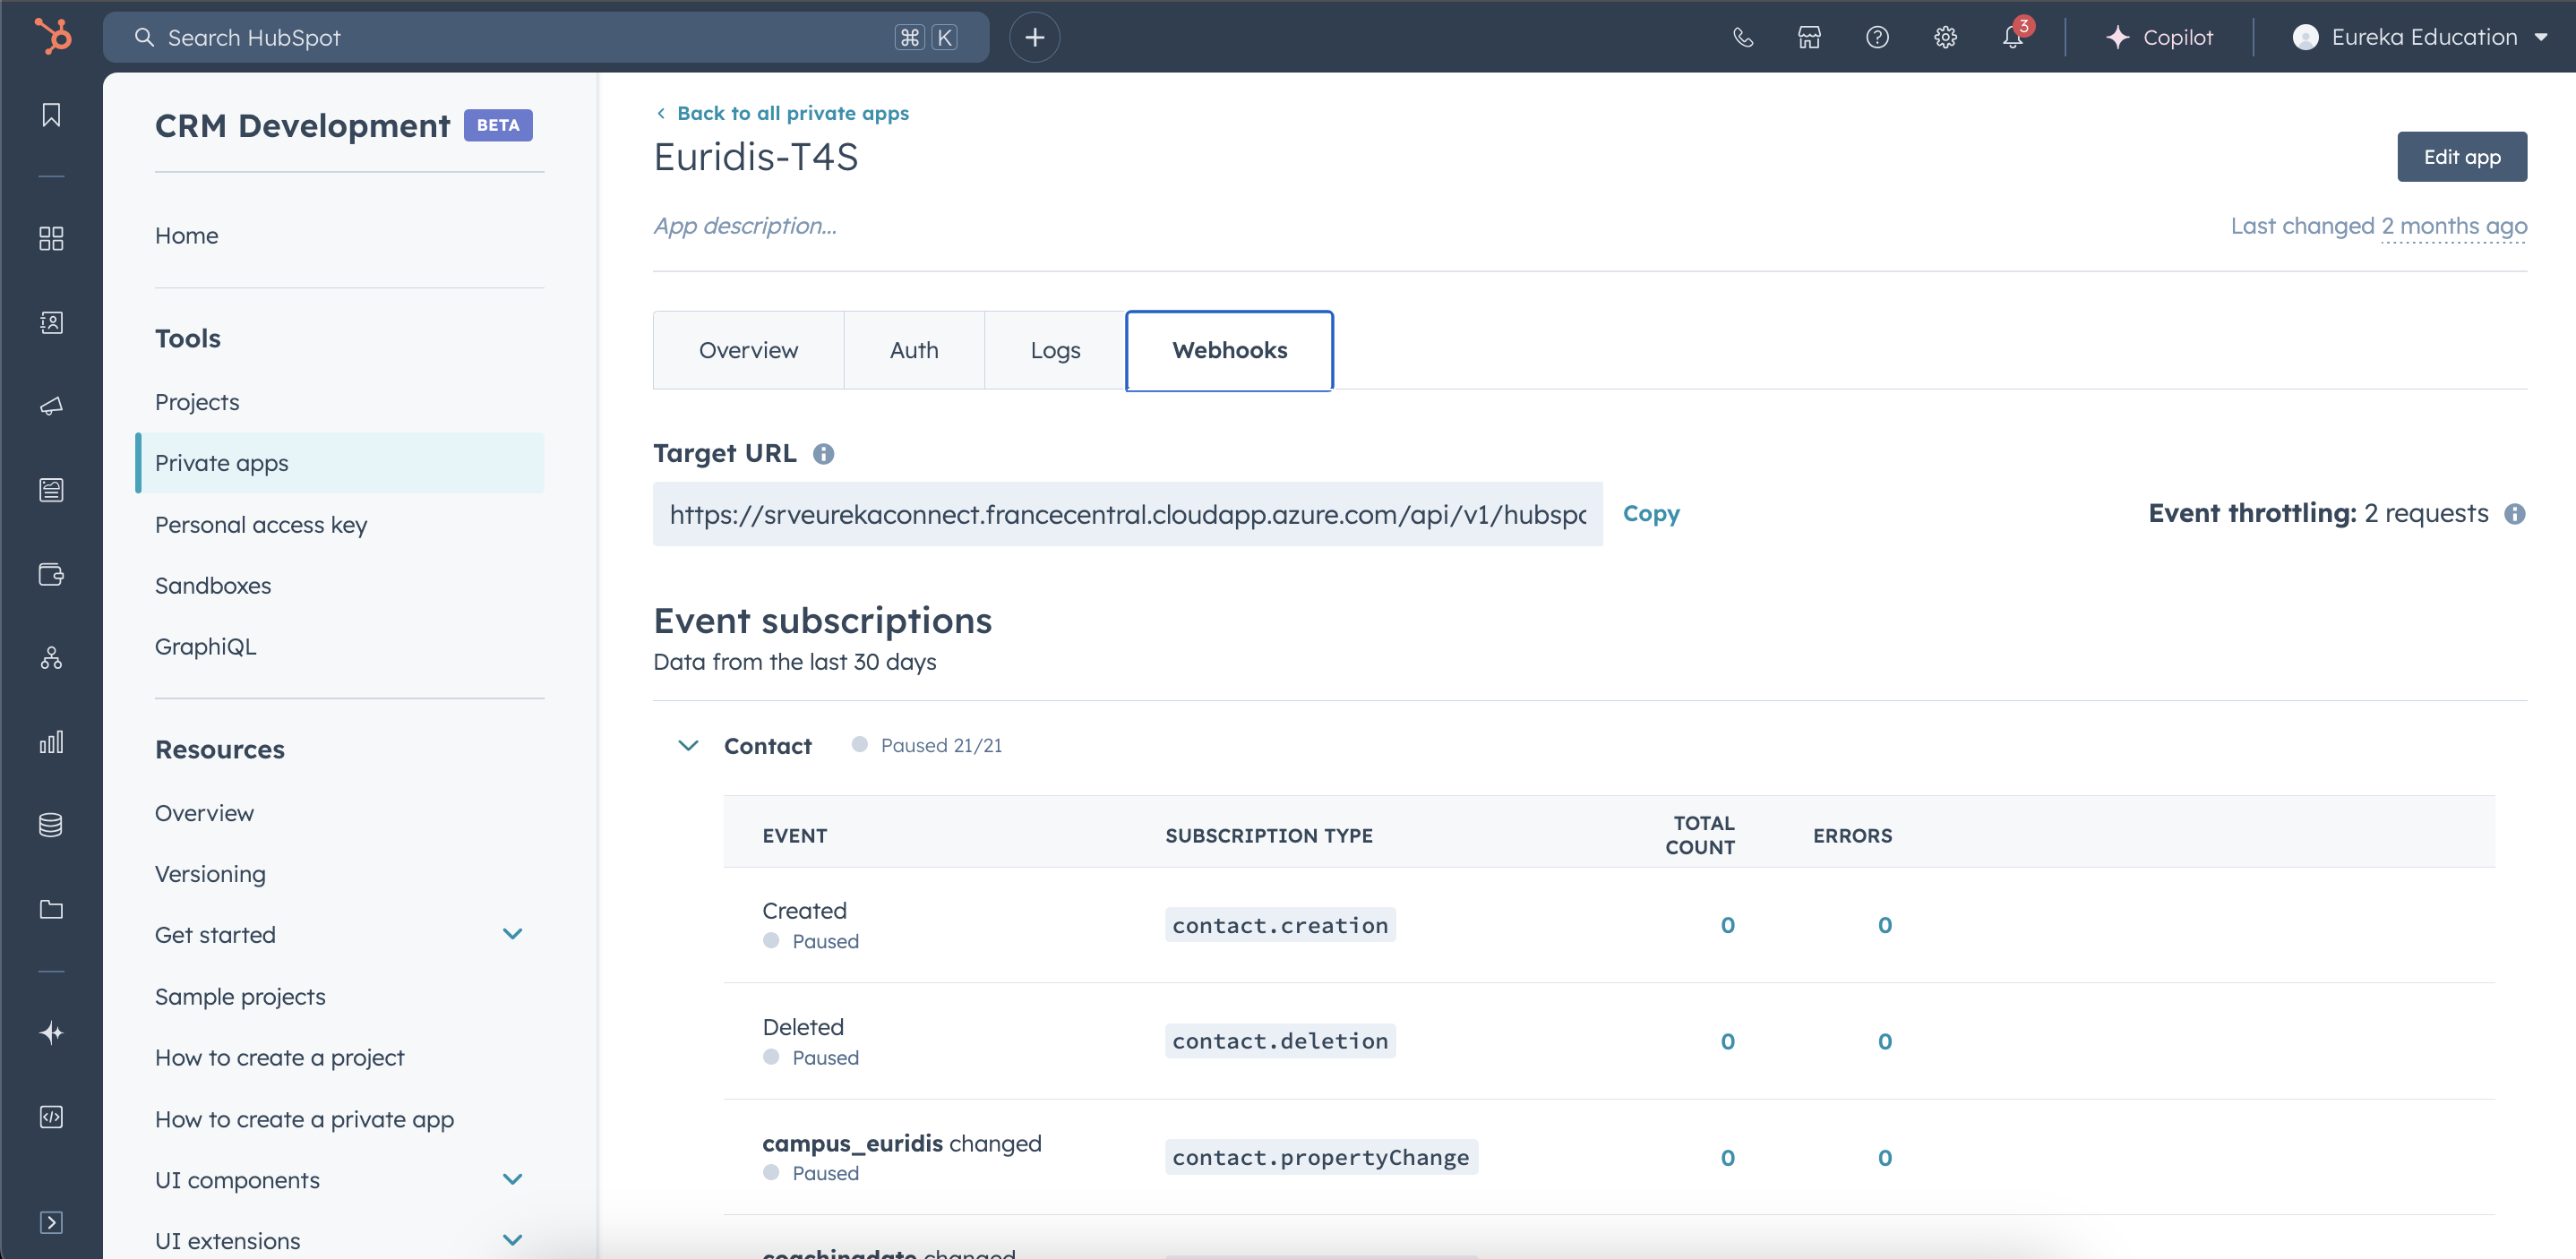 Search HubSpot
⌘ K
3
Copilot
Eureka Education
CRM Development BETA
Home
Tools
Projects
Private apps
Personal access key
Sandboxes
GraphiQL
Resources
Overview
Versioning
Get started
Sample projects
How to create a project
How to create a private app
UI components
UI extensions
Back to all private apps
Euridis-T4S
Edit app
App description...
Last changed 2 months ago
Overview
Auth
Logs
Webhooks
Target URL
https://srveurekaconnect.francecentral.cloudapp.azure.com/api/v1/hubspo
Copy
Event throttling: 2 requests
Event subscriptions
Data from the last 30 days
Contact
Paused 21/21
EVENT
SUBSCRIPTION TYPE
TOTAL COUNT
ERRORS
Created
Paused
contact.creation
0
0
Deleted
Paused
contact.deletion
0
0
campus_euridis changed
Paused
contact.propertyChange
0
0
coachingdate changed